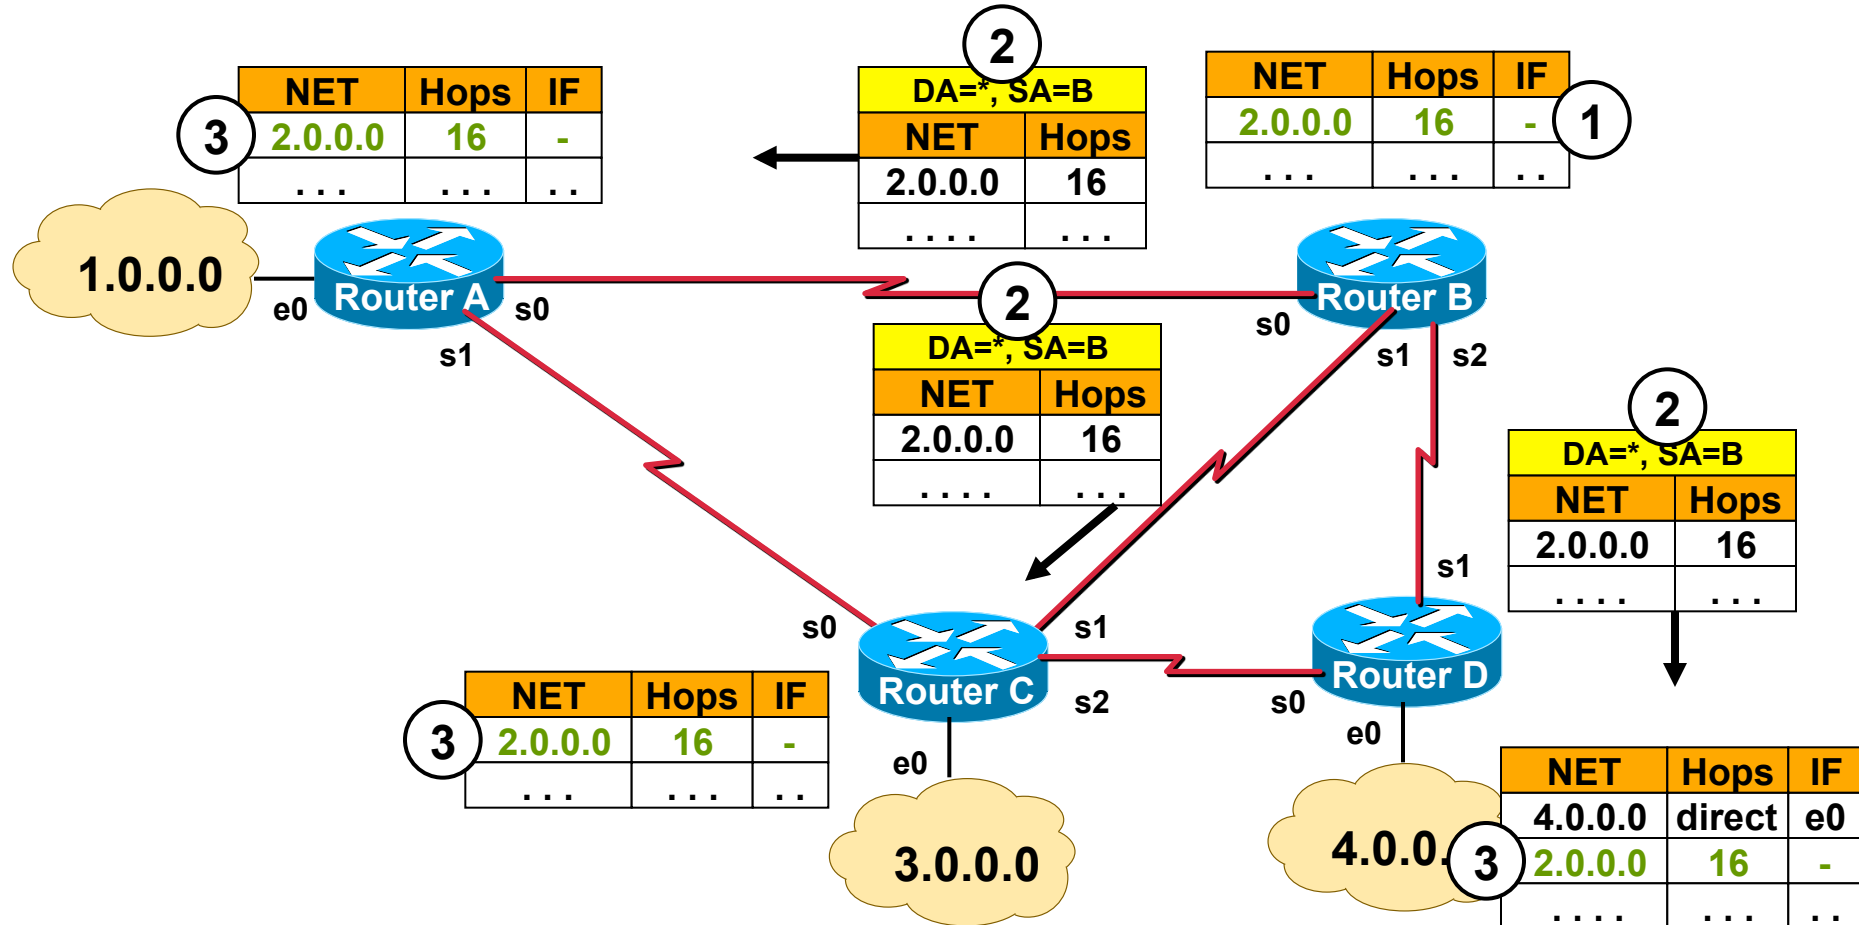 2
NET Hops IF
3 2.0.0.0 16 -
. . . . . . . .
DA=*, SA=B
NET Hops
2.0.0.0 16
. . . . . . .
NET Hops IF
2.0.0.0 16 - 1
. . . . . . . .
1.0.0.0
e0
Router A
s0
s1
Router B
s0
s1
s2
2
DA=*, SA=B
NET Hops
2.0.0.0 16
. . . . . . .
2
DA=*, SA=B
NET Hops
2.0.0.0 16
. . . . . . .
s0
s1
Router C
s2
e0
s1
Router D
s0
e0
NET Hops IF
3 2.0.0.0 16 -
. . . . . . . .
3.0.0.0
4.0.0.
NET Hops IF
4.0.0.0 direct e0
3 2.0.0.0 16 -
. . . . . . . . .